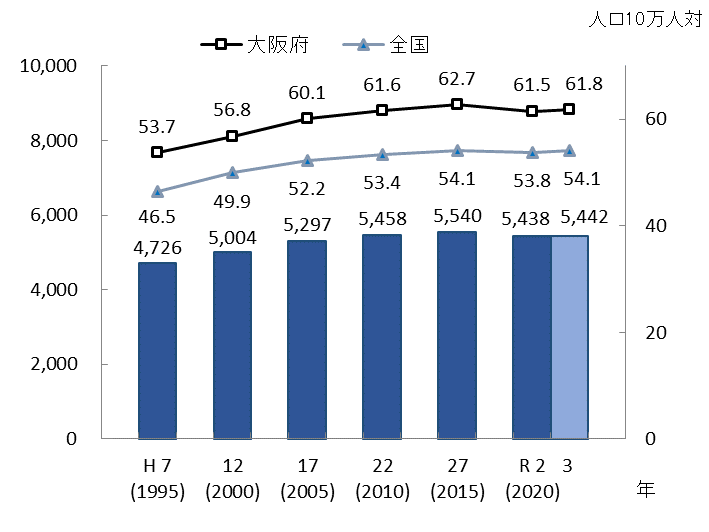 人口10万人対
大阪府 全国
10,000
8,000
6,000
4,000
2,000
0
60
40
20
0
53.7 56.8 60.1 61.6 62.7 61.5 61.8
46.5 49.9 52.2 53.4 54.1 53.8 54.1
4,726 5,004 5,297 5,458 5,540 5,438 5,442
H 7 12 17 22 27 R 2 3
(1995) (2000) (2005) (2010) (2015) (2020) 年